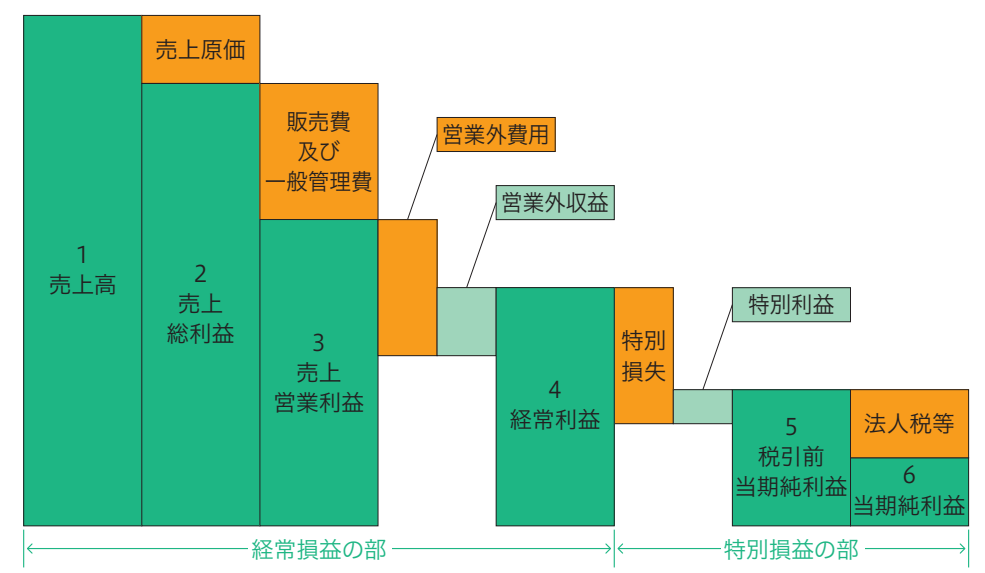 1
売上高
売上原価
2
売上
総利益
販売費
及び
一般管理費
3
売上
営業利益
営業外費用
営業外収益
4
経常利益
特別
損失
特別利益
5
税引前
当期純利益
法人税等
6
当期純利益
経常損益の部
特別損益の部